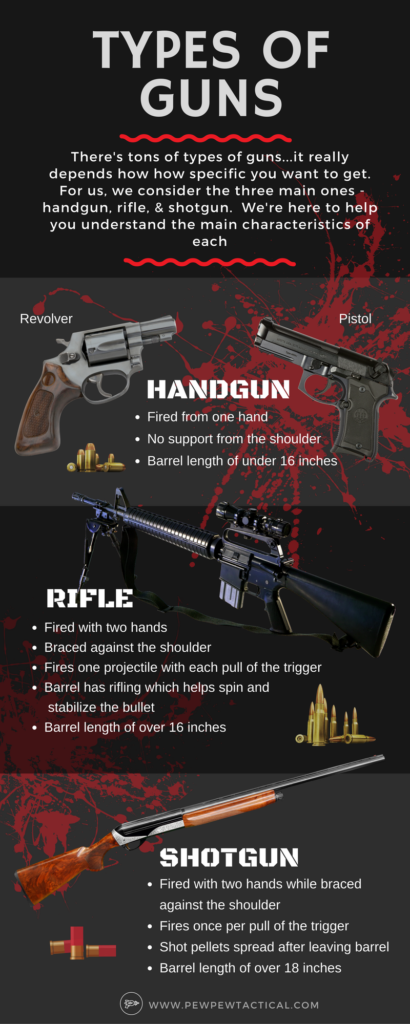 TYPES OF
GUNS
There's tons of types of guns...it really
depends how how specific you want to get.
For us, we consider the three main ones -
handgun, rifle, & shotgun. We're here to help
you understand the main characteristics of
each
Revolver
Pistol
HANDGUN
• Fired from one hand
• No support from the shoulder
• Barrel length of under 16 inches
RIFLE
• Fired with two hands
• Braced against the shoulder
• Fires one projectile with each pull of the trigger
• Barrel has rifling which helps spin and
stabilize the bullet
• Barrel length of over 16 inches
SHOTGUN
• Fired with two hands while braced
against the shoulder
• Fires once per pull of the trigger
• Shot pellets spread after leaving barrel
• Barrel length of over 18 inches
WWW.PEWPEWTACTICAL.COM